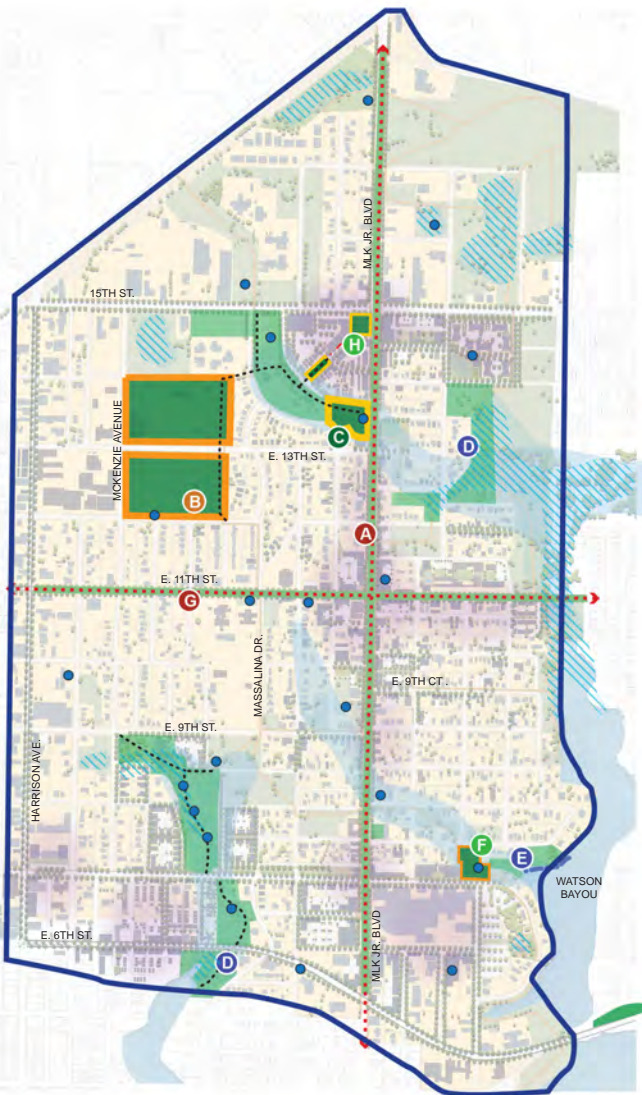 MLK JR. BLVD
15TH ST.
H
MCKENZIE AVENUE
C
D
E. 13TH ST.
B
A
E. 11TH ST.
G
MASSALINA DR.
E. 9TH CT .
E. 9TH ST.
HARRISON AVE.
F
E
WATSON
BAYOU
E. 6TH ST.
MLK JR. BLVD
D